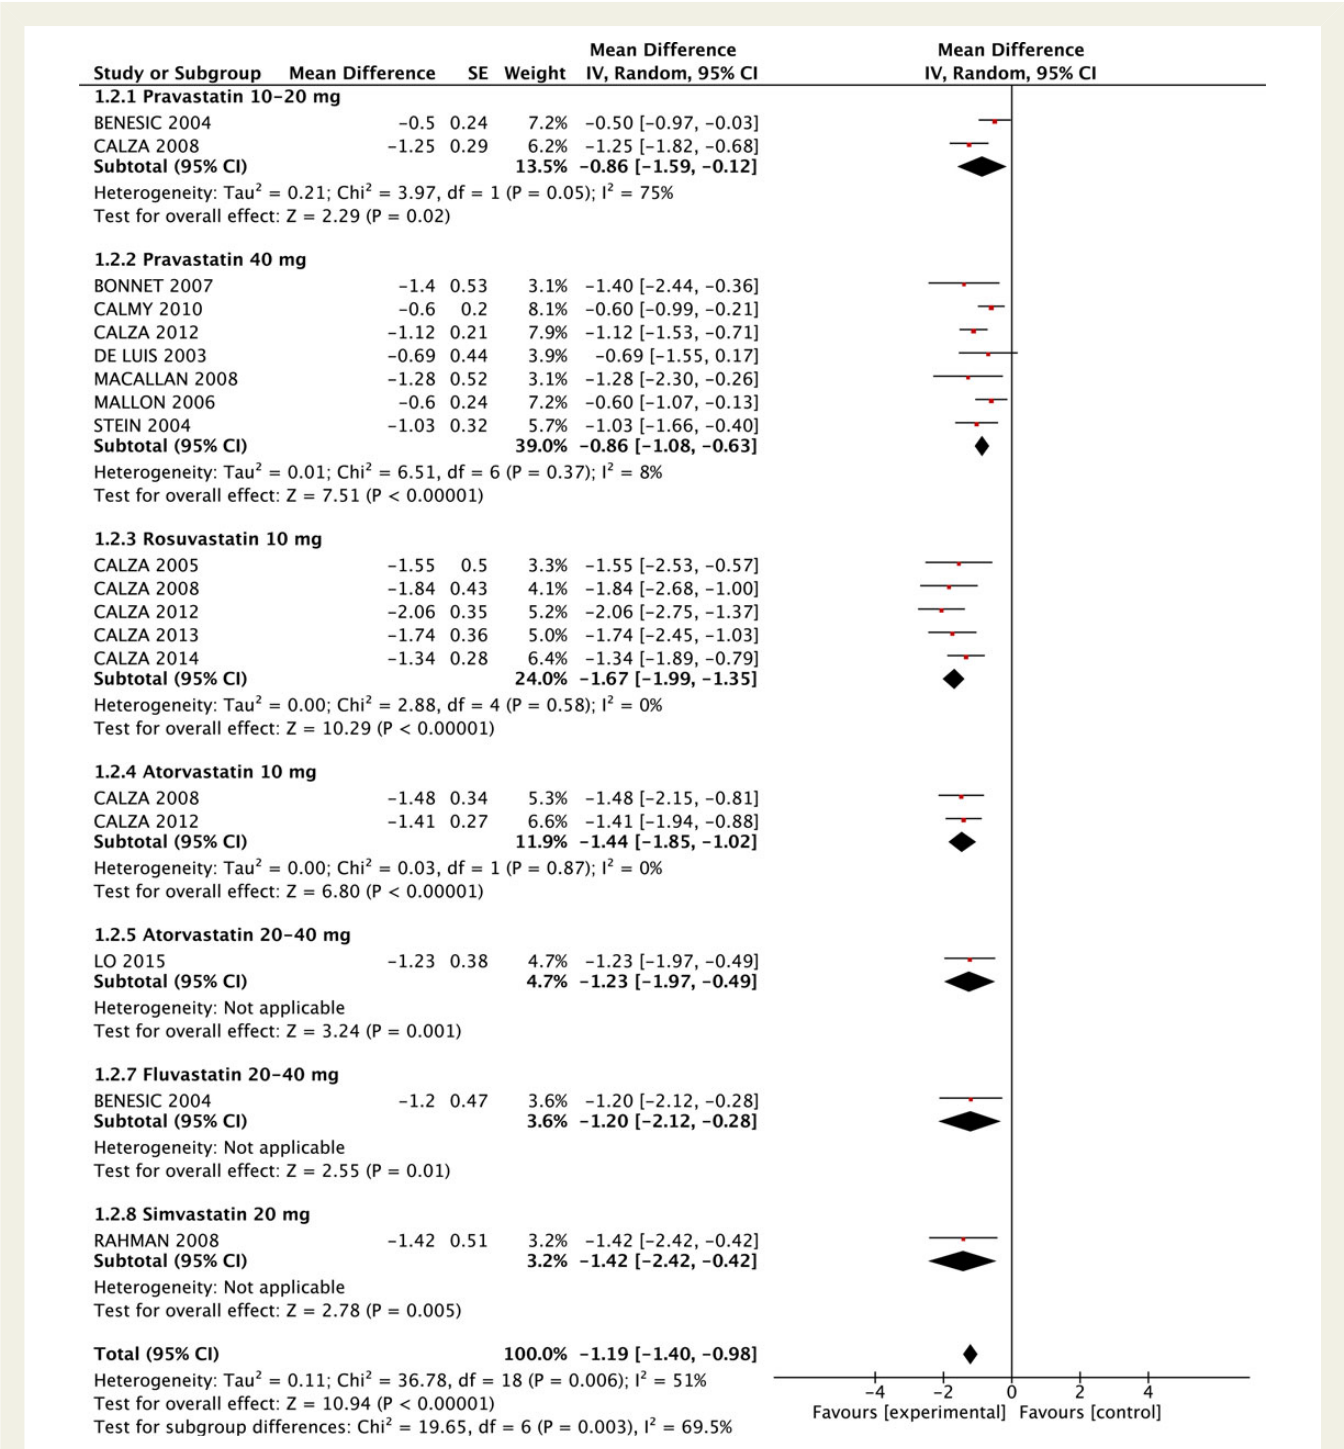 Mean Difference Mean Difference
Study or Subgroup Mean Difference SE Weight IV, Random, 95% CI IV, Random, 95% CI
1.2.1 Pravastatin 10–20 mg
BENESIC 2004 −0.5 0.24 7.2% −0.50 [−0.97, −0.03]
CALZA 2008 −1.25 0.29 6.2% −1.25 [−1.82, −0.68]
Subtotal (95% CI) 13.5% −0.86 [−1.59, −0.12]
Heterogeneity: Tau² = 0.21; Chi² = 3.97, df = 1 (P = 0.05); I² = 75%
Test for overall effect: Z = 2.29 (P = 0.02)
1.2.2 Pravastatin 40 mg
BONNET 2007 −1.4 0.53 3.1% −1.40 [−2.44, −0.36]
CALMY 2010 −0.6 0.2 8.1% −0.60 [−0.99, −0.21]
CALZA 2012 −1.12 0.21 7.9% −1.12 [−1.53, −0.71]
DE LUIS 2003 −0.69 0.44 3.9% −0.69 [−1.55, 0.17]
MACALLAN 2008 −1.28 0.52 3.1% −1.28 [−2.30, −0.26]
MALLON 2006 −0.6 0.24 7.2% −0.60 [−1.07, −0.13]
STEIN 2004 −1.03 0.32 5.7% −1.03 [−1.66, −0.40]
Subtotal (95% CI) 39.0% −0.86 [−1.08, −0.63]
Heterogeneity: Tau² = 0.01; Chi² = 6.51, df = 6 (P = 0.37); I² = 8%
Test for overall effect: Z = 7.51 (P < 0.00001)
1.2.3 Rosuvastatin 10 mg
CALZA 2005 −1.55 0.5 3.3% −1.55 [−2.53, −0.57]
CALZA 2008 −1.84 0.43 4.1% −1.84 [−2.68, −1.00]
CALZA 2012 −2.06 0.35 5.2% −2.06 [−2.75, −1.37]
CALZA 2013 −1.74 0.36 5.0% −1.74 [−2.45, −1.03]
CALZA 2014 −1.34 0.28 6.4% −1.34 [−1.89, −0.79]
Subtotal (95% CI) 24.0% −1.67 [−1.99, −1.35]
Heterogeneity: Tau² = 0.00; Chi² = 2.88, df = 4 (P = 0.58); I² = 0%
Test for overall effect: Z = 10.29 (P < 0.00001)
1.2.4 Atorvastatin 10 mg
CALZA 2008 −1.48 0.34 5.3% −1.48 [−2.15, −0.81]
CALZA 2012 −1.41 0.27 6.6% −1.41 [−1.94, −0.88]
Subtotal (95% CI) 11.9% −1.44 [−1.85, −1.02]
Heterogeneity: Tau² = 0.00; Chi² = 0.03, df = 1 (P = 0.87); I² = 0%
Test for overall effect: Z = 6.80 (P < 0.00001)
1.2.5 Atorvastatin 20–40 mg
LO 2015 −1.23 0.38 4.7% −1.23 [−1.97, −0.49]
Subtotal (95% CI) 4.7% −1.23 [−1.97, −0.49]
Heterogeneity: Not applicable
Test for overall effect: Z = 3.24 (P = 0.001)
1.2.7 Fluvastatin 20–40 mg
BENESIC 2004 −1.2 0.47 3.6% −1.20 [−2.12, −0.28]
Subtotal (95% CI) 3.6% −1.20 [−2.12, −0.28]
Heterogeneity: Not applicable
Test for overall effect: Z = 2.55 (P = 0.01)
1.2.8 Simvastatin 20 mg
RAHMAN 2008 −1.42 0.51 3.2% −1.42 [−2.42, −0.42]
Subtotal (95% CI) 3.2% −1.42 [−2.42, −0.42]
Heterogeneity: Not applicable
Test for overall effect: Z = 2.78 (P = 0.005)
Total (95% CI) 100.0% −1.19 [−1.40, −0.98]
Heterogeneity: Tau² = 0.11; Chi² = 36.78, df = 18 (P = 0.006); I² = 51%
Test for overall effect: Z = 10.94 (P < 0.00001)
Test for subgroup differences: Chi² = 19.65, df = 6 (P = 0.003), I² = 69.5%
−4 −2 0 2 4
Favours [experimental] Favours [control]